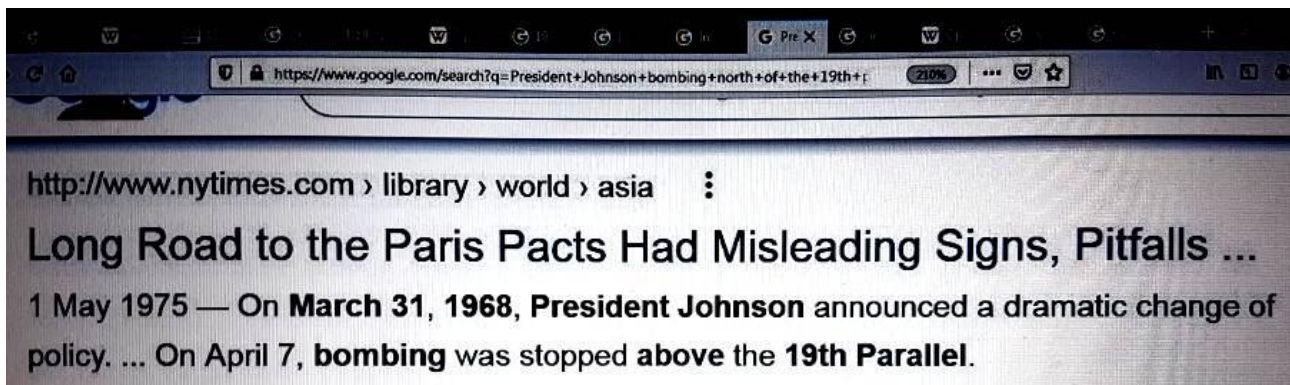 Pre
https://www.google.com/search?q=President+Johnson+bombing+north+of+the+19th+p
210%
http://www.nytimes.com › library › world › asia
Long Road to the Paris Pacts Had Misleading Signs, Pitfalls ...
1 May 1975 — On March 31, 1968, President Johnson announced a dramatic change of
policy. ... On April 7, bombing was stopped above the 19th Parallel.